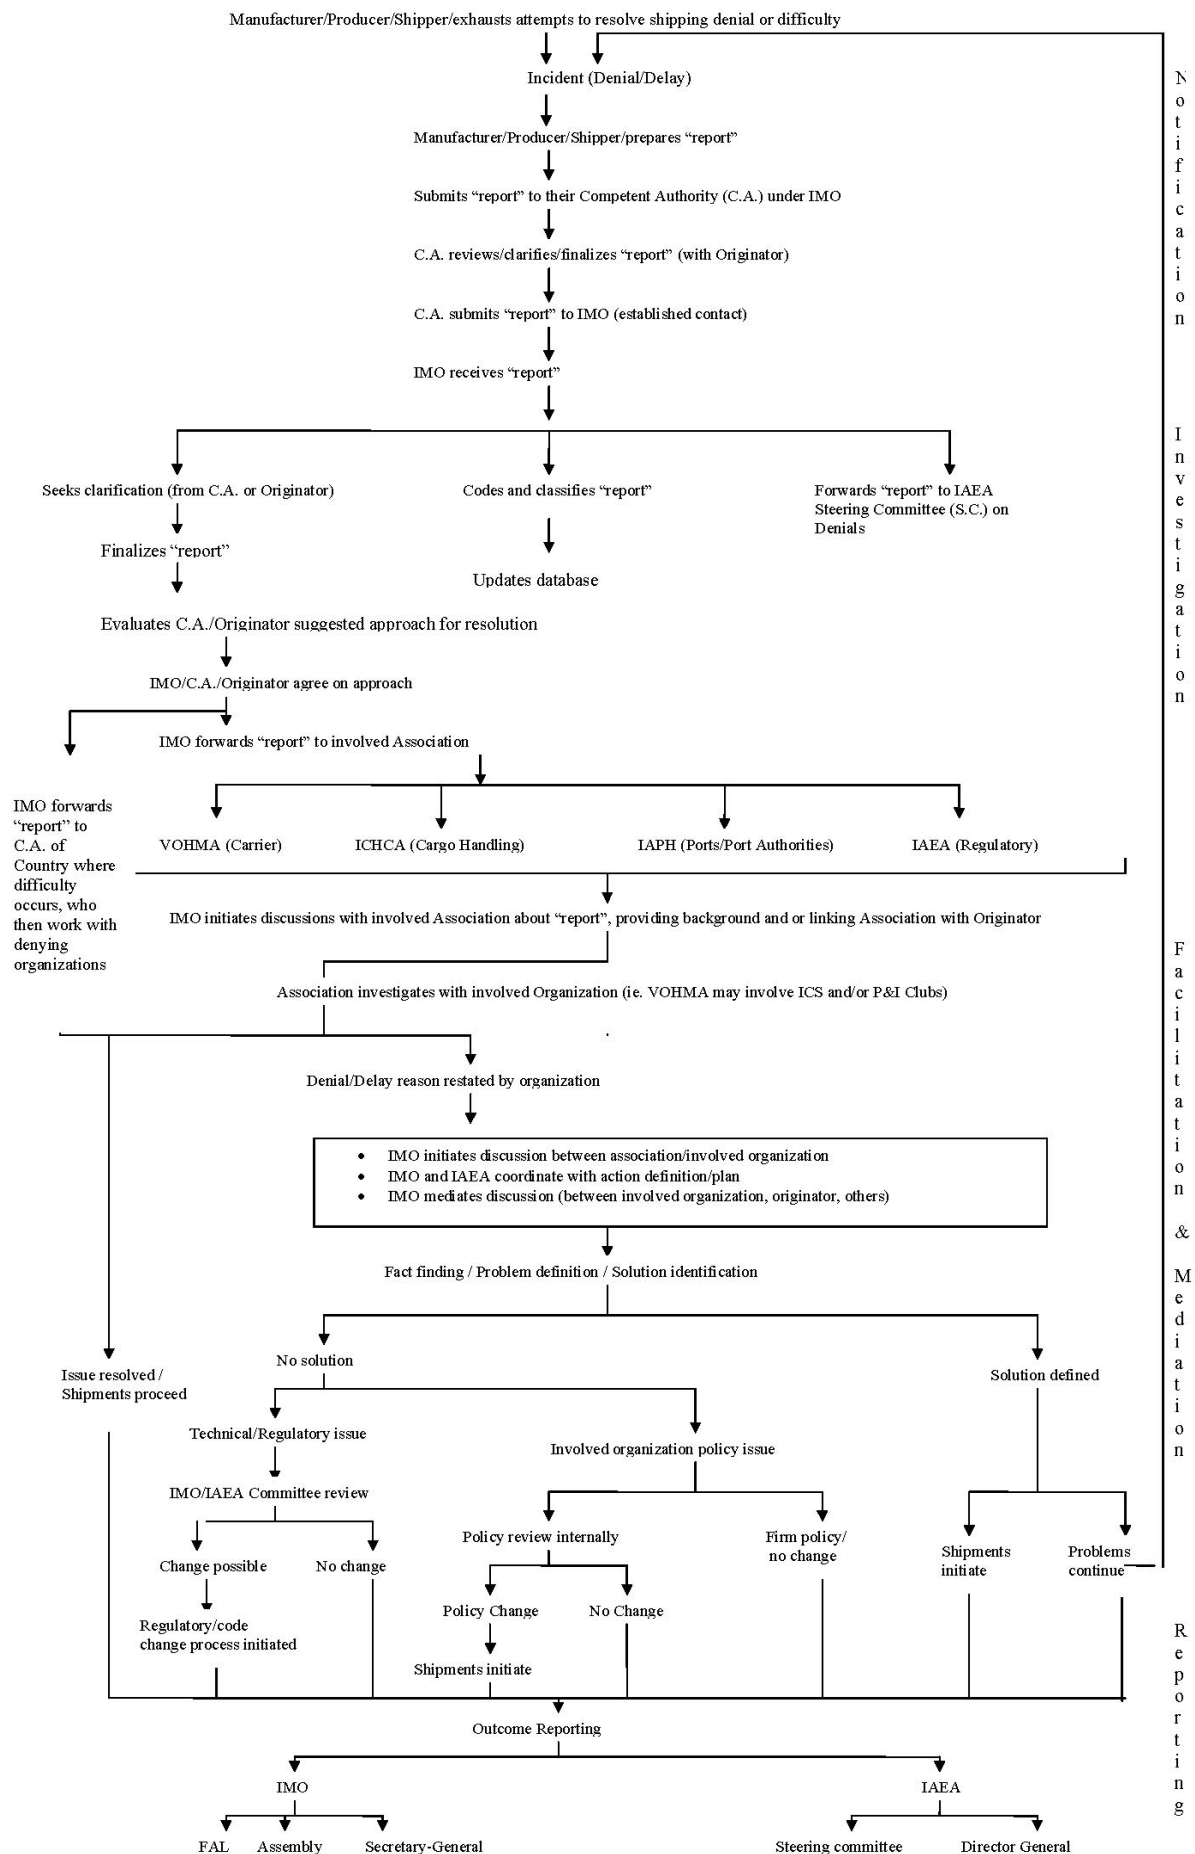 Manufacturer/Producer/Shipper/exhausts attempts to resolve shipping denial or difficulty
Incident (Denial/Delay)
Manufacturer/Producer/Shipper/prepares “report”
Submits “report” to their Competent Authority (C.A.) under IMO
C.A. reviews/clarifies/finalizes “report” (with Originator)
C.A. submits “report” to IMO (established contact)
IMO receives “report”
Notification
Seeks clarification (from C.A. or Originator)
Codes and classifies “report”
Forwards “report” to IAEA
Steering Committee (S.C.) on
Denials
Finalizes “report”
Updates database
Evaluates C.A./Originator suggested approach for resolution
IMO/C.A./Originator agree on approach
Investigation
IMO forwards “report” to involved Association
IMO forwards
“report” to
C.A. of
Country where
difficulty
occurs, who
then work with
denying
organizations
VOHMA (Carrier)
ICHCA (Cargo Handling)
IAPH (Ports/Port Authorities)
IAEA (Regulatory)
IMO initiates discussions with involved Association about “report”, providing background and or linking Association with Originator
Association investigates with involved Organization (ie. VOHMA may involve ICS and/or P&I Clubs)
Denial/Delay reason restated by organization
• IMO initiates discussion between association/involved organization
• IMO and IAEA coordinate with action definition/plan
• IMO mediates discussion (between involved organization, originator, others)
Fact finding / Problem definition / Solution identification
Facilitation & Mediation
No solution
Issue resolved /
Shipments proceed
Solution defined
Technical/Regulatory issue
Involved organization policy issue
IMO/IAEA Committee review
Policy review internally
Firm policy/
no change
Shipments
initiate
Problems
continue
Change possible
No change
Policy Change
No Change
Regulatory/code
change process initiated
Shipments initiate
Outcome Reporting
Reporting
IMO
IAEA
FAL
Assembly
Secretary-General
Steering committee
Director General